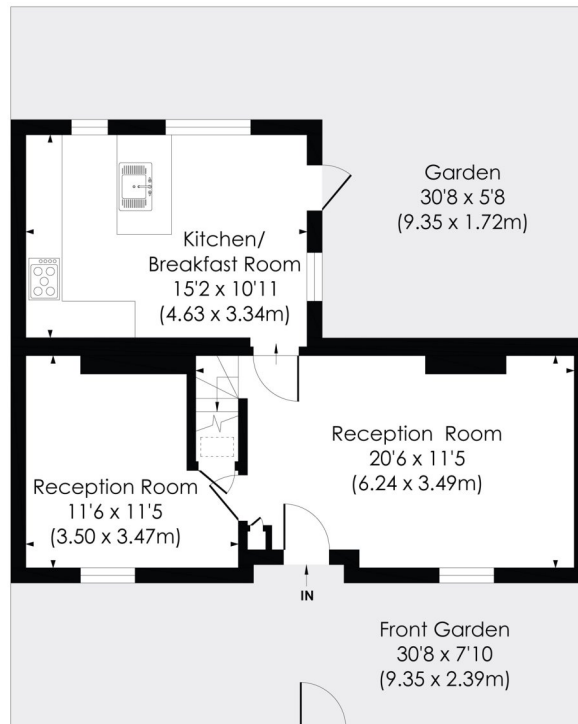 Garden
30'8 x 5'8
(9.35 x 1.72m)
Kitchen/
Breakfast Room
15'2 x 10'11
(4.63 x 3.34m)
Reception Room
11'6 x 11'5
(3.50 x 3.47m)
Reception Room
20'6 x 11'5
(6.24 x 3.49m)
IN
Front Garden
30'8 x 7'10
(9.35 x 2.39m)